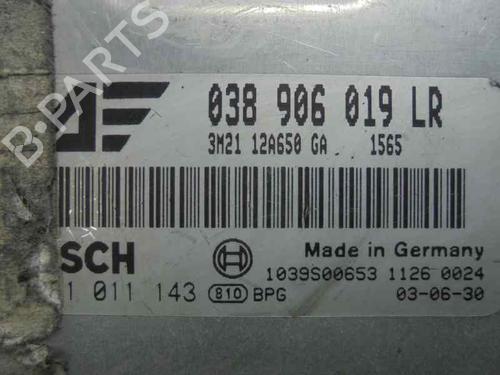 B-PARTS
038 906 019 LR
3M21 12A650 GA 1565
SCH
Made in Germany
1039S00653 1126 0024
1 011 143 810 BPG 03-06-30